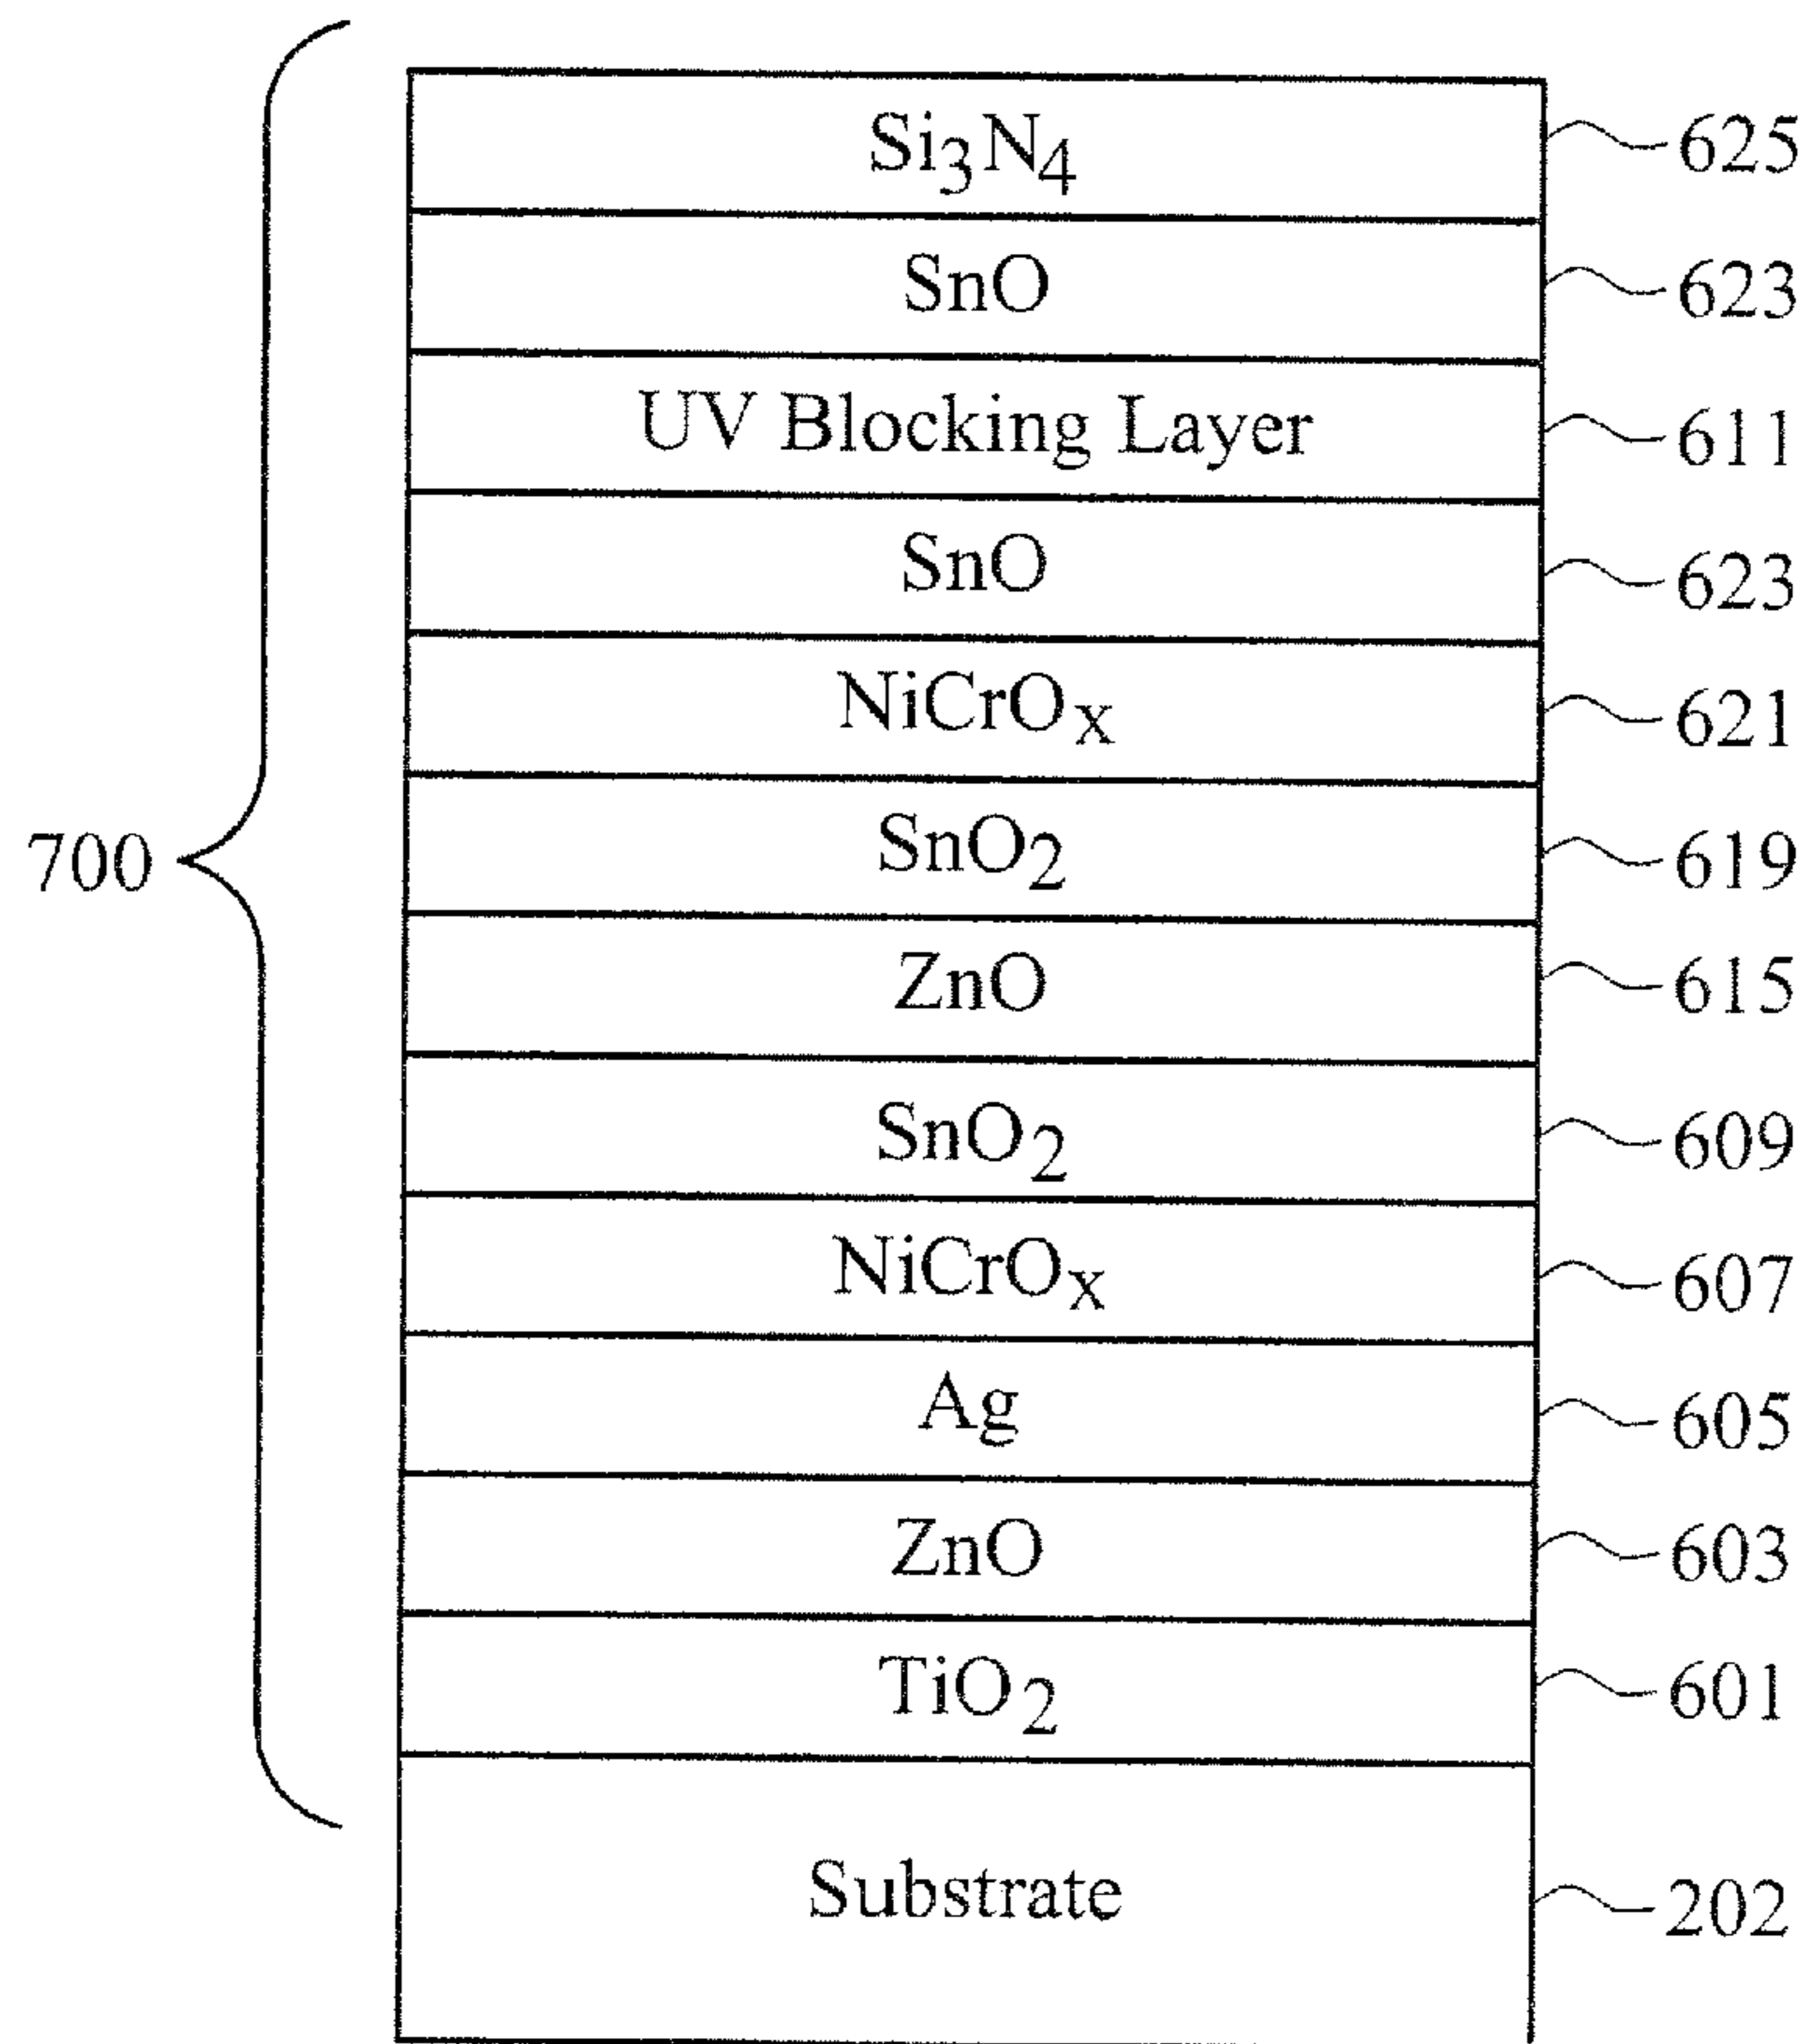 Si3N4 625
SnO 623
UV Blocking Layer 611
SnO 623
NiCrOx 621
700 SnO2 619
ZnO 615
SnO2 609
NiCrOx 607
Ag 605
ZnO 603
TiO2 601
Substrate 202